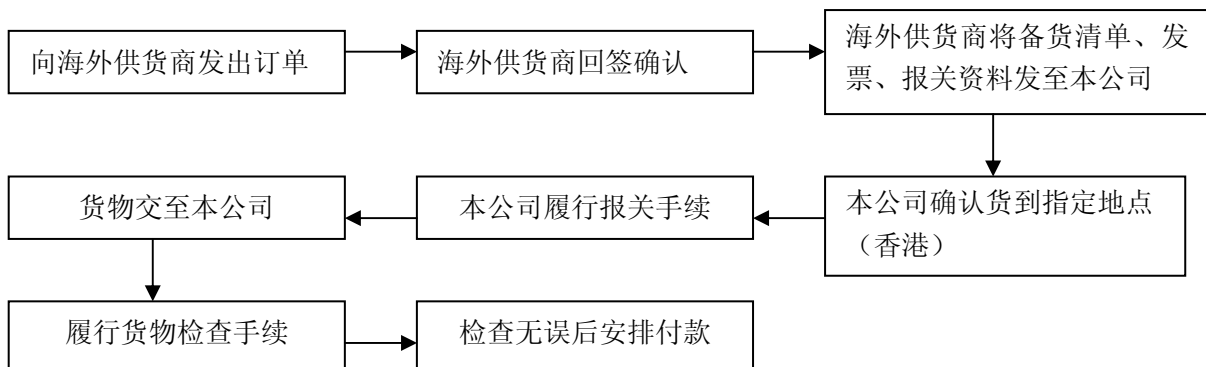 向海外供货商发出订单
海外供货商回签确认
海外供货商将备货清单、发
票、报关资料发至本公司
本公司确认货到指定地点
（香港）
本公司履行报关手续
货物交至本公司
履行货物检查手续
检查无误后安排付款